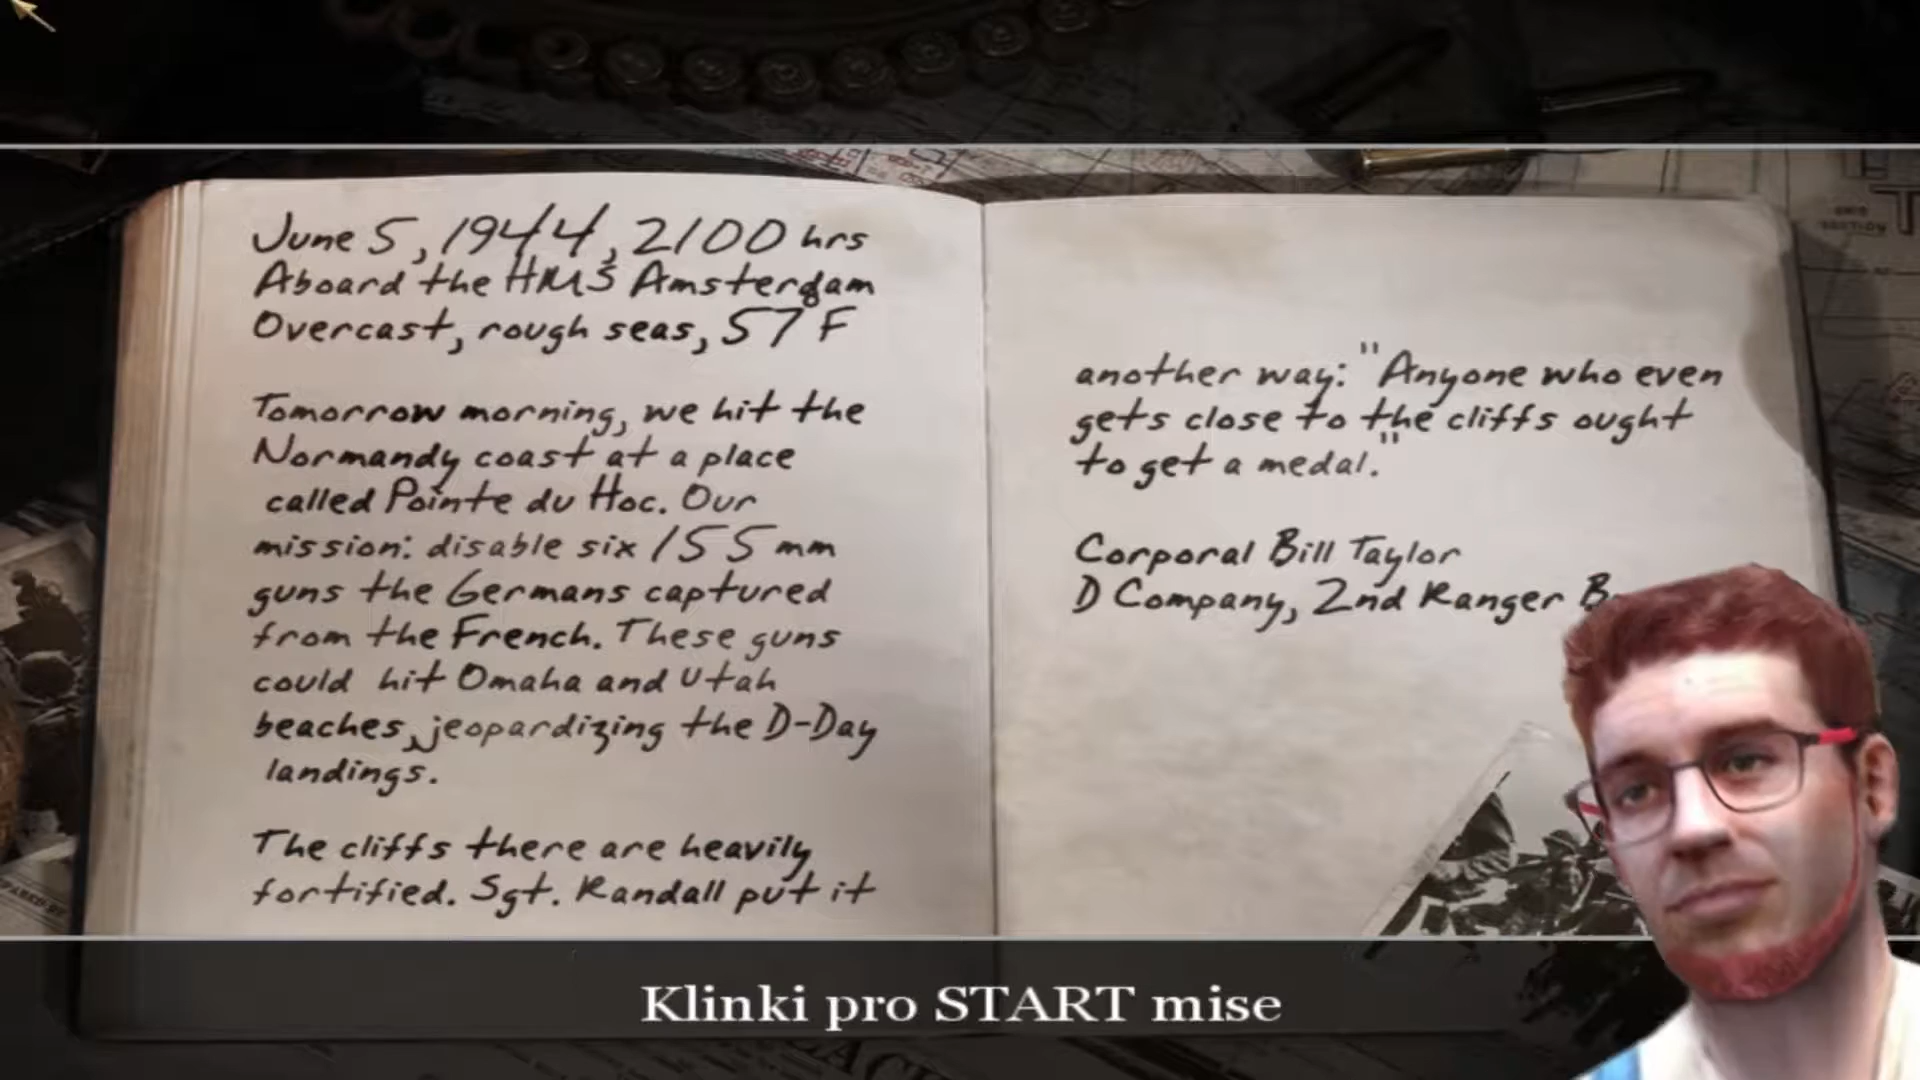 June 5, 1944, 2100 hrs
Aboard the HMS Amsterdam
Overcast, rough seas, 57 F
Tomorrow morning, we hit the
Normandy coast at a place
called Pointe du Hoc. Our
mission: disable six 155 mm
guns the Germans captured
from the French. These guns
could hit Omaha and Utah
beaches, jeopardizing the D-Day
landings.
The cliffs there are heavily
fortified. Sgt. Randall put it
another way: "Anyone who even
gets close to the cliffs ought
to get a medal."
Corporal Bill Taylor
D Company, 2nd Ranger
Klinki pro START mise